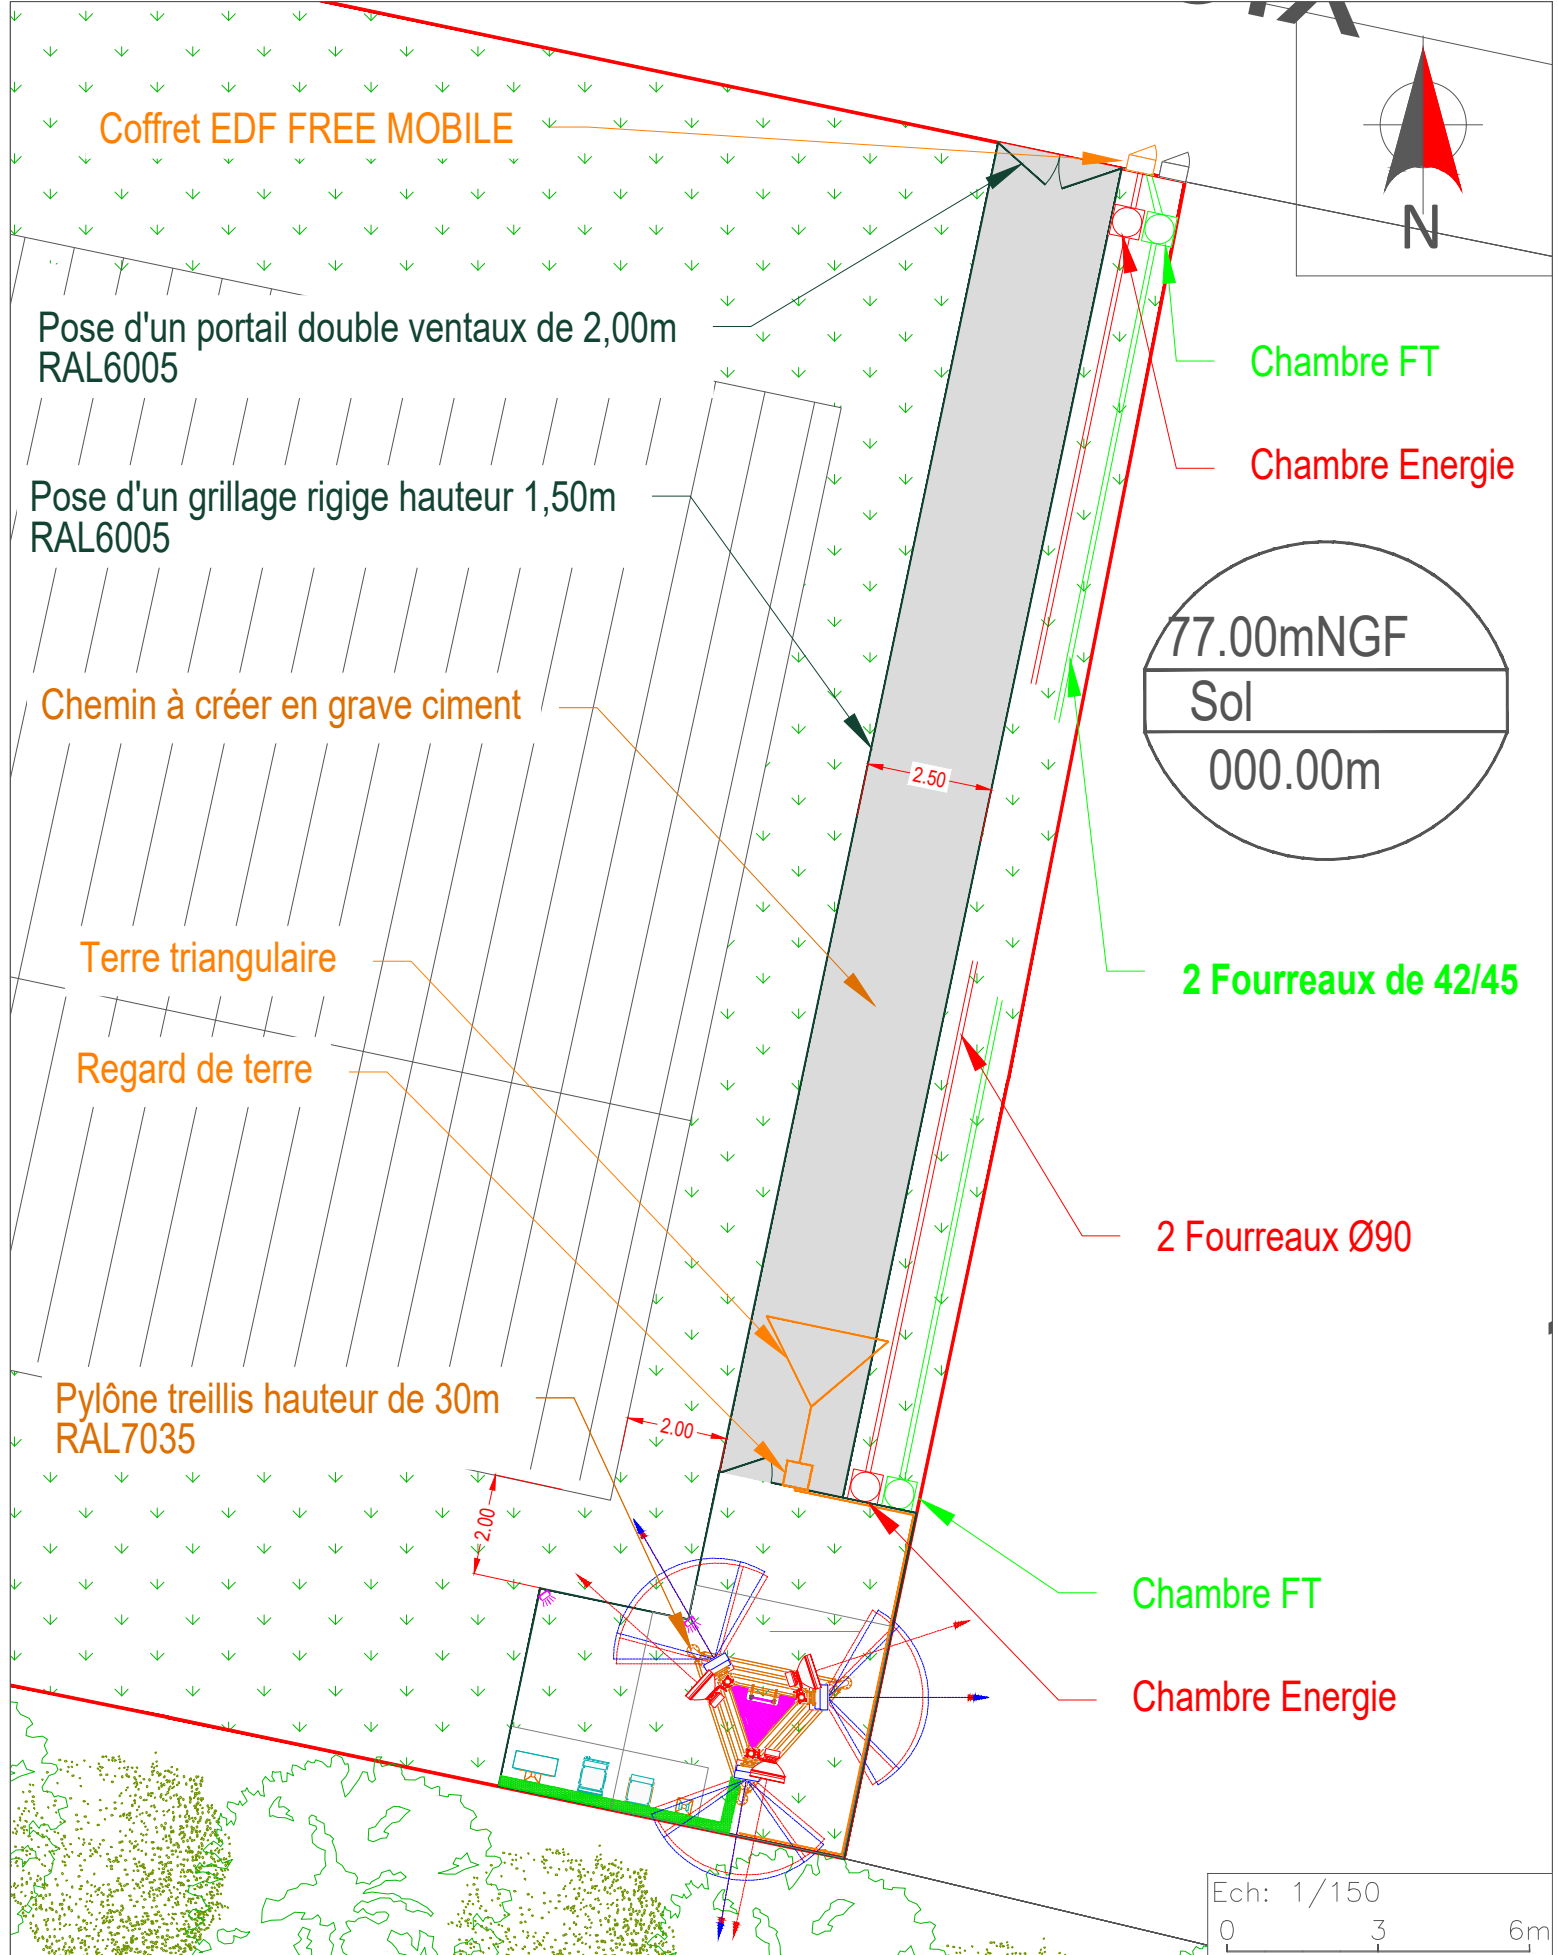 Coffret EDF FREE MOBILE
N
Pose d'un portail double ventaux de 2,00m
RAL6005
Chambre FT
Chambre Energie
Pose d'un grillage rigige hauteur 1,50m
RAL6005
77.00mNGF
Sol
000.00m
Chemin à créer en grave ciment
2.50
Terre triangulaire
2 Fourreaux de 42/45
Regard de terre
2 Fourreaux Ø90
Pylône treillis hauteur de 30m
RAL7035
2.00
2.00
Chambre FT
Chambre Energie
Ech: 1/150
0 3 6m